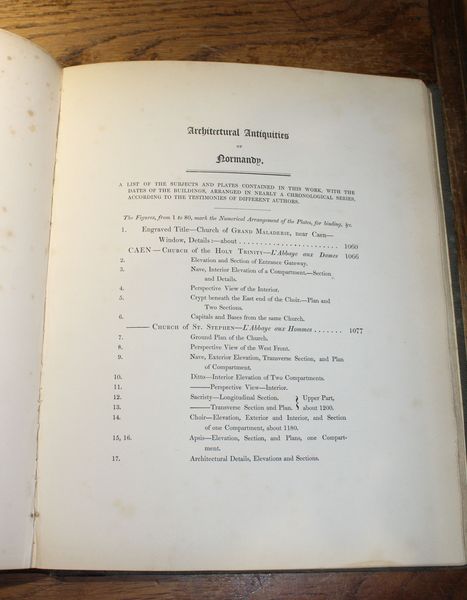 Architectural Antiquities
OF
Normandy.
A LIST OF THE SUBJECTS AND PLATES CONTAINED IN THIS WORK, WITH THE
DATES OF THE BUILDINGS, ARRANGED IN NEARLY A CHRONOLOGICAL SERIES,
ACCORDING TO THE TESTIMONIES OF DIFFERENT AUTHORS.
The Figures, from 1 to 80, mark the Numerical Arrangement of the Plates, for binding, &c.
1. Engraved Title—Church of GRAND MALADERIE, near Caen—
Window, Details:—about .......................... 1060
CAEN—CHURCH OF THE HOLY TRINITY—L'Abbaye aux Dames 1066
2. Elevation and Section of Entrance Gateway.
3. Nave, Interior Elevation of a Compartment.—Section
and Details.
4. Perspective View of the Interior.
5. Crypt beneath the East end of the Choir.—Plan and
Two Sections.
6. Capitals and Bases from the same Church.
—— CHURCH OF ST. STEPHEN—L'Abbaye aux Hommes ....... 1077
7. Ground Plan of the Church.
8. Perspective View of the West Front.
9. Nave, Exterior Elevation, Transverse Section, and Plan
of Compartment.
10. Ditto—Interior Elevation of Two Compartments.
11. ——Perspective View—Interior.
12. Sacristy—Longitudinal Section. } Upper Part,
13. ——Transverse Section and Plan. } about 1200.
14. Choir—Elevation, Exterior and Interior, and Section
of one Compartment, about 1180.
15, 16. Apsis—Elevation, Section, and Plans, one Compart-
ment.
17. Architectural Details, Elevations and Sections.